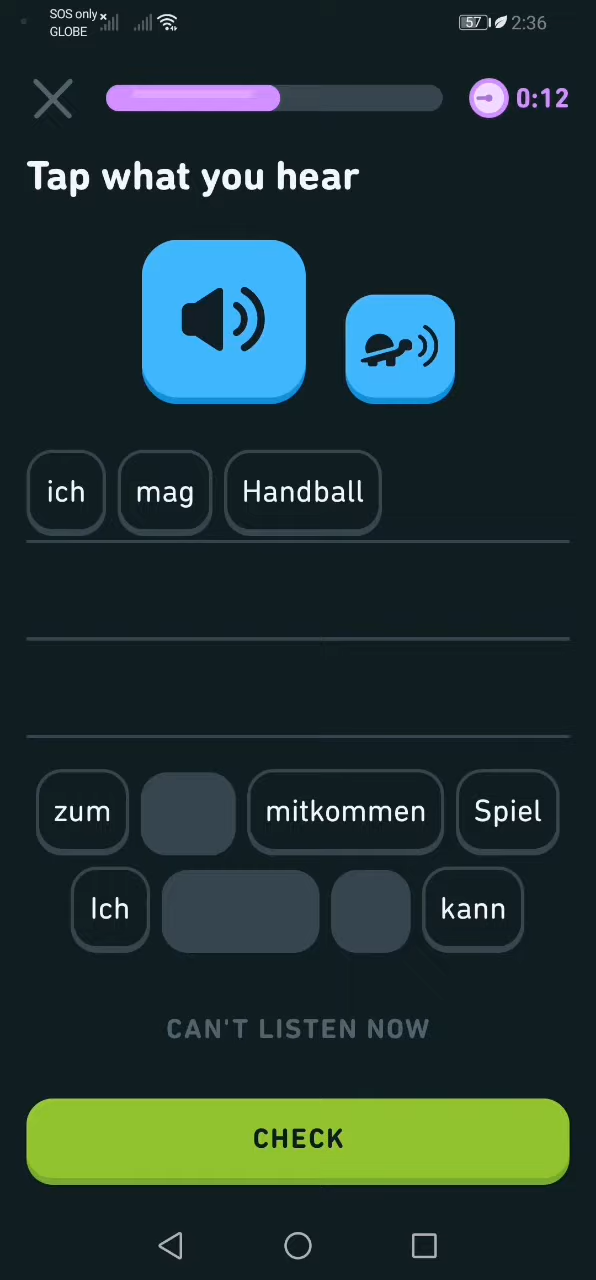 SOS only
GLOBE
57 2:36
0:12
Tap what you hear
ich mag Handball
zum mitkommen Spiel
Ich kann
CAN'T LISTEN NOW
CHECK